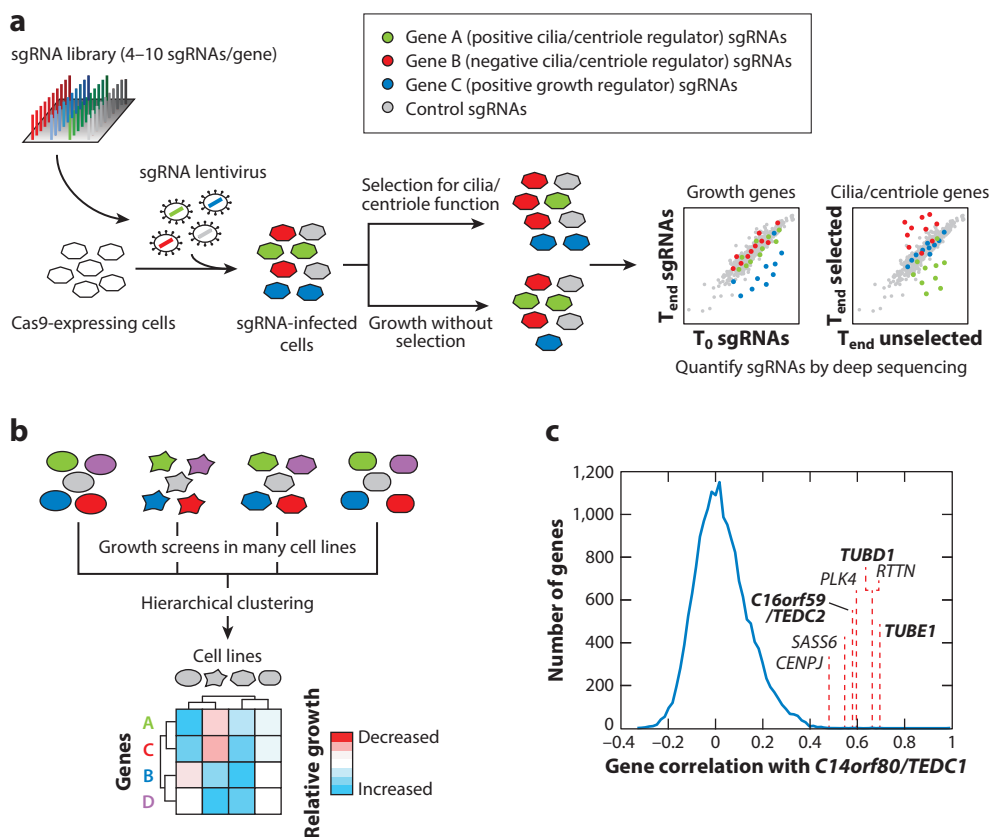 a
sgRNA library (4–10 sgRNAs/gene)
Gene A (positive cilia/centriole regulator) sgRNAs
Gene B (negative cilia/centriole regulator) sgRNAs
Gene C (positive growth regulator) sgRNAs
Control sgRNAs
sgRNA lentivirus
Cas9-expressing cells
sgRNA-infected
cells
Selection for cilia/
centriole function
Growth without
selection
Growth genes
Tend sgRNAs
T0 sgRNAs
Cilia/centriole genes
Tend selected
Tend unselected
Quantify sgRNAs by deep sequencing
b
Growth screens in many cell lines
Hierarchical clustering
Cell lines
Genes
A
C
B
D
Relative growth
Decreased
Increased
c
Number of genes
1,200
1,000
800
600
400
200
0
−0.4
−0.2
0
0.2
0.4
0.6
0.8
1
Gene correlation with C14orf80/TEDC1
TUBD1
RTTN
PLK4
C16orf59
/TEDC2
TUBE1
SASS6
CENPJ